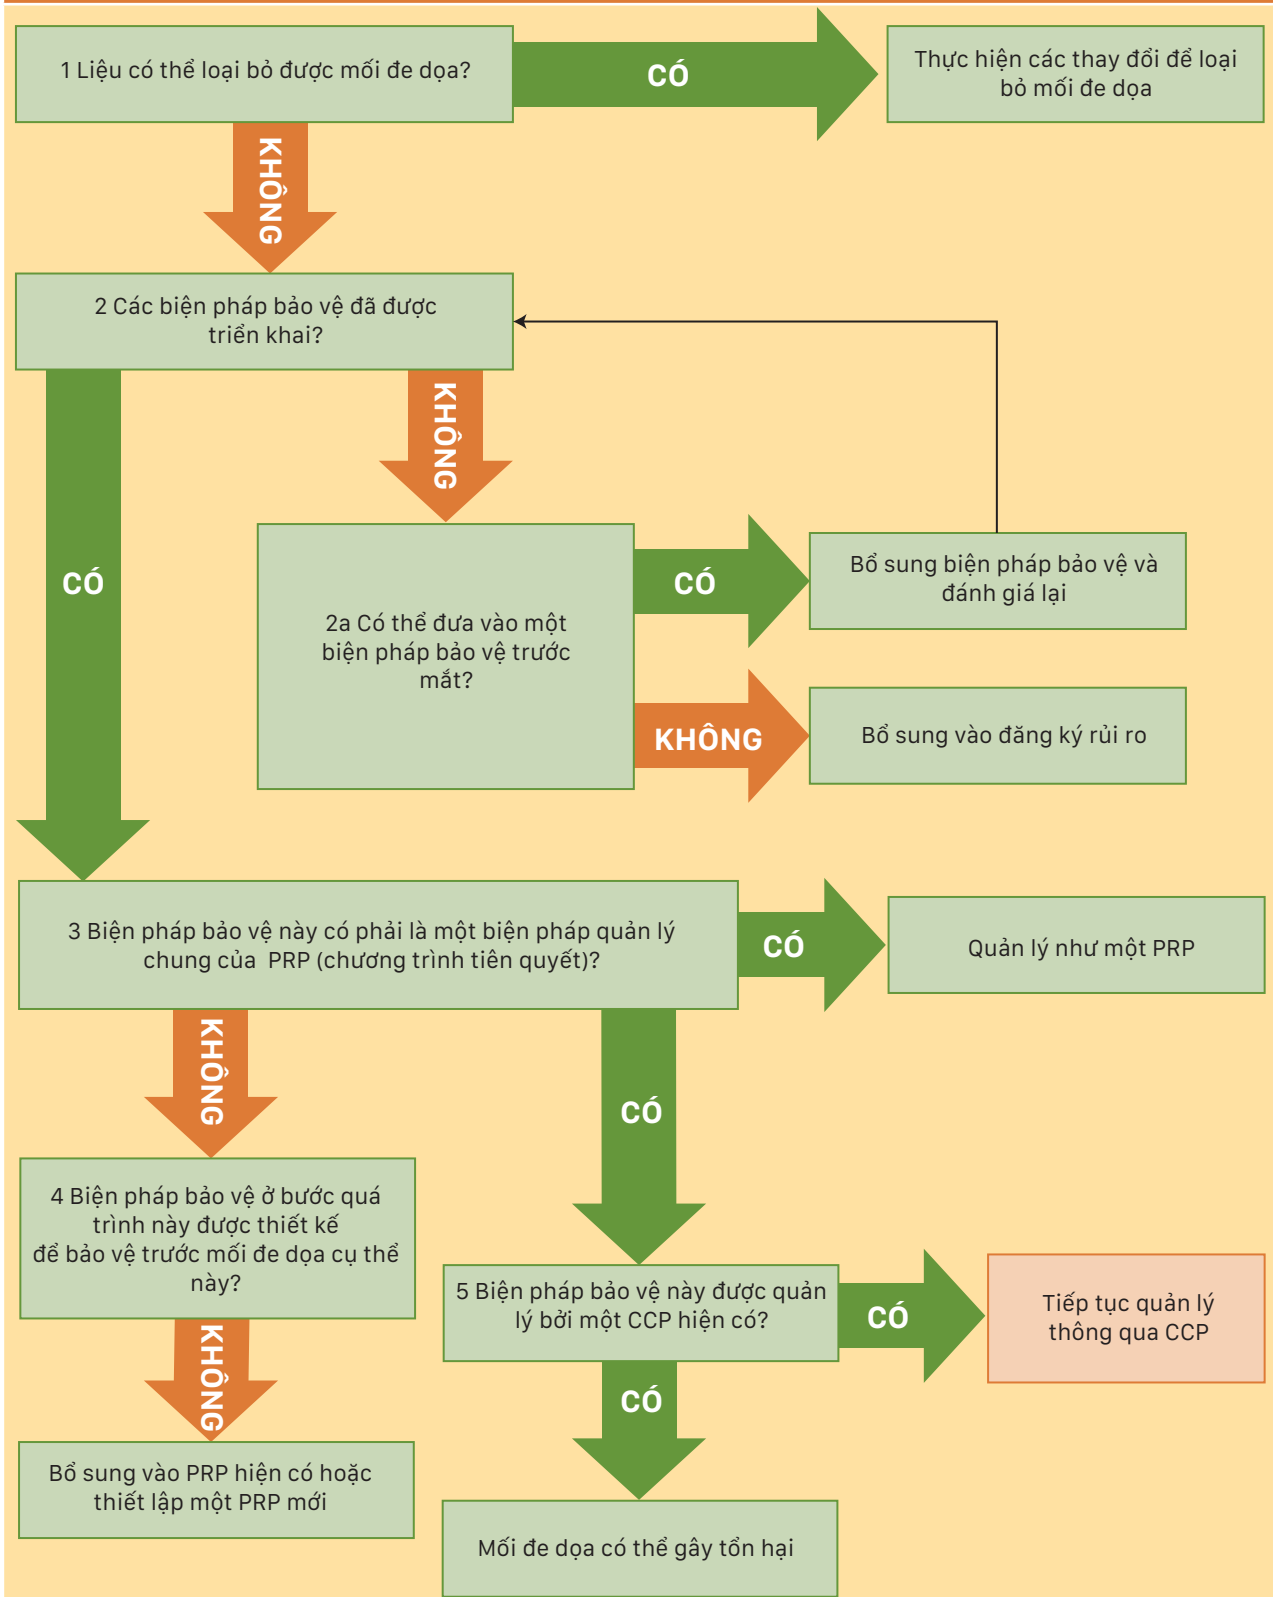 1 Liệu có thể loại bỏ được mối đe dọa?
CÓ
Thực hiện các thay đổi để loại
bỏ mối đe dọa
KHÔNG
2 Các biện pháp bảo vệ đã được
triển khai?
KHÔNG
CÓ
2a Có thể đưa vào một
biện pháp bảo vệ trước
mắt?
CÓ
Bổ sung biện pháp bảo vệ và
đánh giá lại
KHÔNG
Bổ sung vào đăng ký rủi ro
3 Biện pháp bảo vệ này có phải là một biện pháp quản lý
chung của  PRP (chương trình tiên quyết)?
CÓ
Quản lý như một PRP
KHÔNG
CÓ
4 Biện pháp bảo vệ ở bước quá
trình này được thiết kế
để bảo vệ trước mối đe dọa cụ thể
này?
5 Biện pháp bảo vệ này được quản
lý bởi một CCP hiện có?
CÓ
Tiếp tục quản lý
thông qua CCP
KHÔNG
CÓ
Bổ sung vào PRP hiện có hoặc
thiết lập một PRP mới
Mối đe dọa có thể gây tổn hại